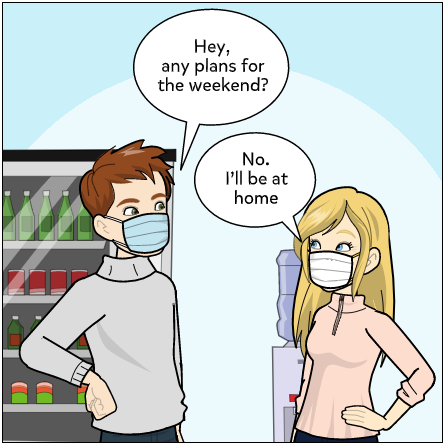 Hey,
any plans for
the weekend?
No.
I'll be at
home